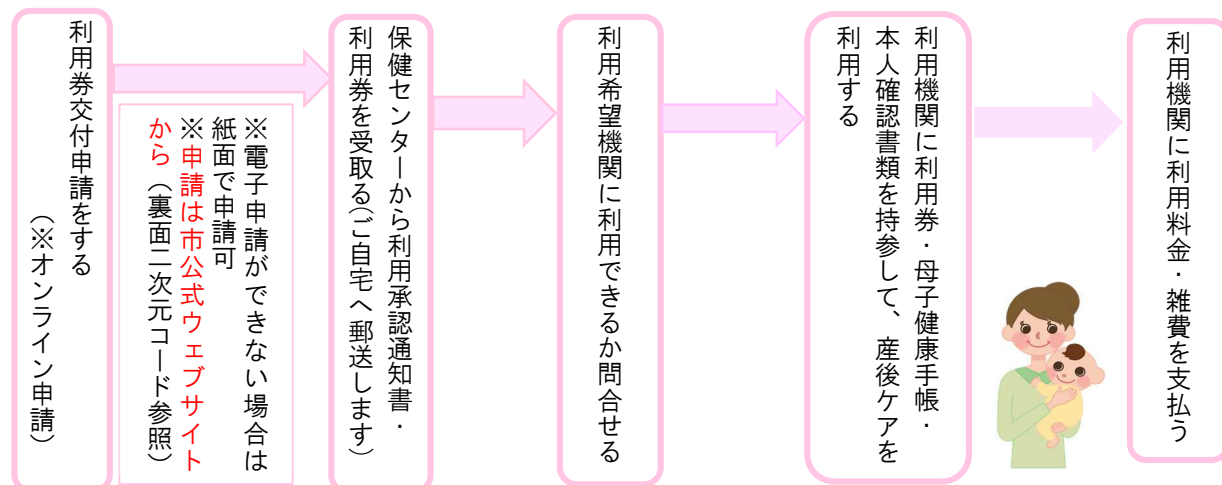 利用券交付申請をする
(※オンライン申請)
※電子申請ができない場合は
紙面で申請可
※申請は市公式ウェブサイト
から(裏面二次元コード参照)
保健センターから利用承認通知書・
利用券を受取る(ご自宅へ郵送します)
利用希望機関に利用できるか問合せる
利用機関に利用券・母子健康手帳・
本人確認書類を持参して、産後ケアを
利用する
利用機関に利用料金・雑費を支払う